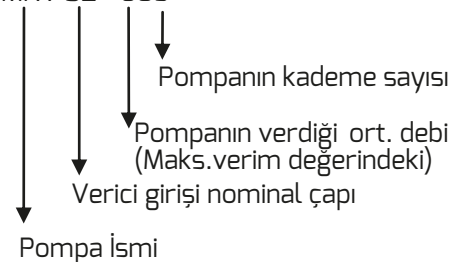 Pompanın kademe sayısı
Pompanın verdiği ort. debi
(Maks.verim değerindeki)
Verici girişi nominal çapı
Pompa İsmi